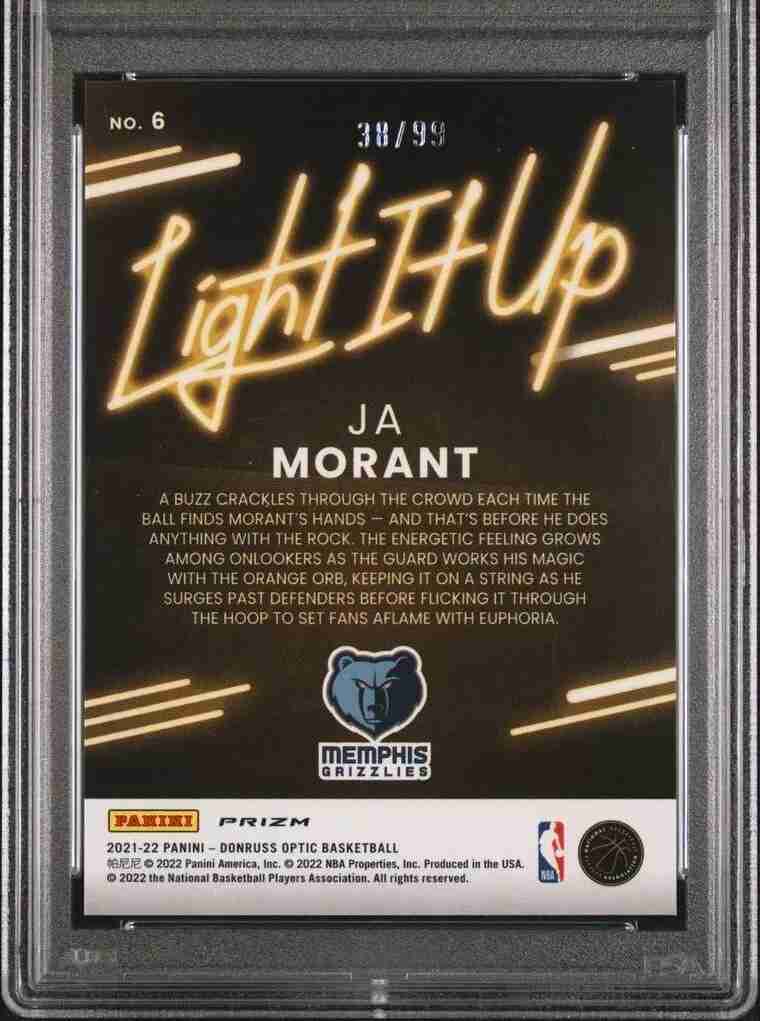 NO. 6
38/99
Light It Up
JA
MORANT
A BUZZ CRACKLES THROUGH THE CROWD EACH TIME THE
BALL FINDS MORANT'S HANDS — AND THAT'S BEFORE HE DOES
ANYTHING WITH THE ROCK. THE ENERGETIC FEELING GROWS
AMONG ONLOOKERS AS THE GUARD WORKS HIS MAGIC
WITH THE ORANGE ORB, KEEPING IT ON A STRING AS HE
SURGES PAST DEFENDERS BEFORE FLICKING IT THROUGH
THE HOOP TO SET FANS AFLAME WITH EUPHORIA.
MEMPHIS
GRIZZLIES
PANINI PRIZM
2021-22 PANINI – DONRUSS OPTIC BASKETBALL
帕尼尼 © 2022 Panini America, Inc. © 2022 NBA Properties, Inc. Produced in the USA.
© 2022 the National Basketball Players Association. All rights reserved.
NBA
NATIONAL BASKETBALL PLAYERS ASSOCIATION